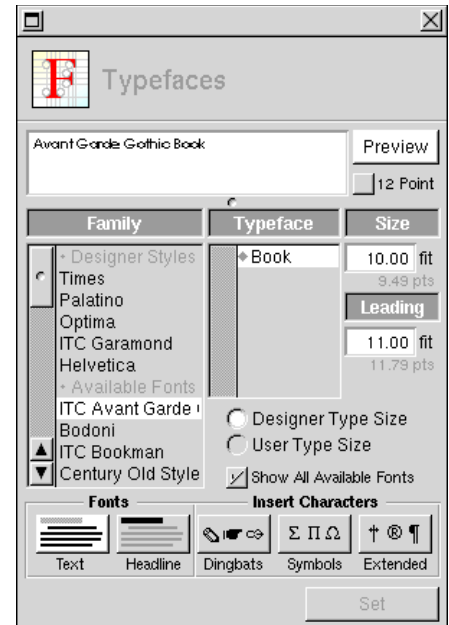 Typefaces
Avant Garde Gothic Book
Preview
12 Point
Family
Typeface
Size
• Designer Styles
Times
Palatino
Optima
ITC Garamond
Helvetica
• Available Fonts
ITC Avant Garde
Bodoni
ITC Bookman
Century Old Style
Book
10.00 fit
9.49 pts
Leading
11.00 fit
11.79 pts
Designer Type Size
User Type Size
Show All Available Fonts
Fonts
Insert Characters
Σ Π Ω
† ® ¶
Text
Headline
Dingbats
Symbols
Extended
Set